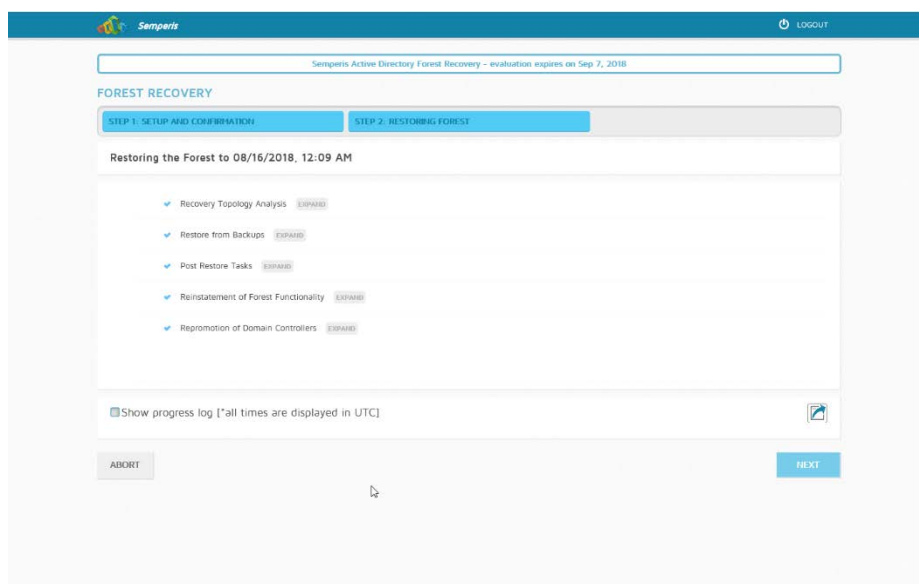 Semperis
LOGOUT
Semperis Active Directory Forest Recovery - evaluation expires on Sep 7, 2018
FOREST RECOVERY
STEP 1: SETUP AND CONFIRMATION STEP 2: RESTORING FOREST
Restoring the Forest to 08/16/2018, 12:09 AM
Recovery Topology Analysis EXPAND
Restore from Backups EXPAND
Post Restore Tasks EXPAND
Reinstatement of Forest Functionality EXPAND
Repromotion of Domain Controllers EXPAND
Show progress log [*all times are displayed in UTC]
ABORT NEXT